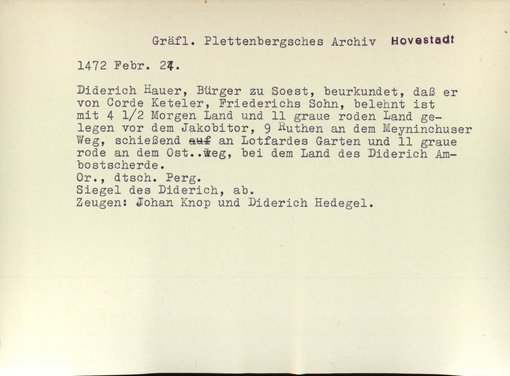 Gräfl. Plettenbergsches Archiv Hovestadt
1472 Febr. 24.
Diderich Hauer, Bürger zu Soest, beurkundet, daß er
von Corde Keteler, Friederichs Sohn, belehnt ist
mit 4 1/2 Morgen Land und 11 graue roden Land ge-
legen vor dem Jakobitor, 9 Ruthen an dem Meyninchuser
Weg, schießend auf an Lotfardes Garten und 11 graue
rode an dem Ost..weg, bei dem Land des Diderich Am-
bostscherde.
Or., dtsch. Perg.
Siegel des Diderich, ab.
Zeugen: Johan Knop und Diderich Hedegel.